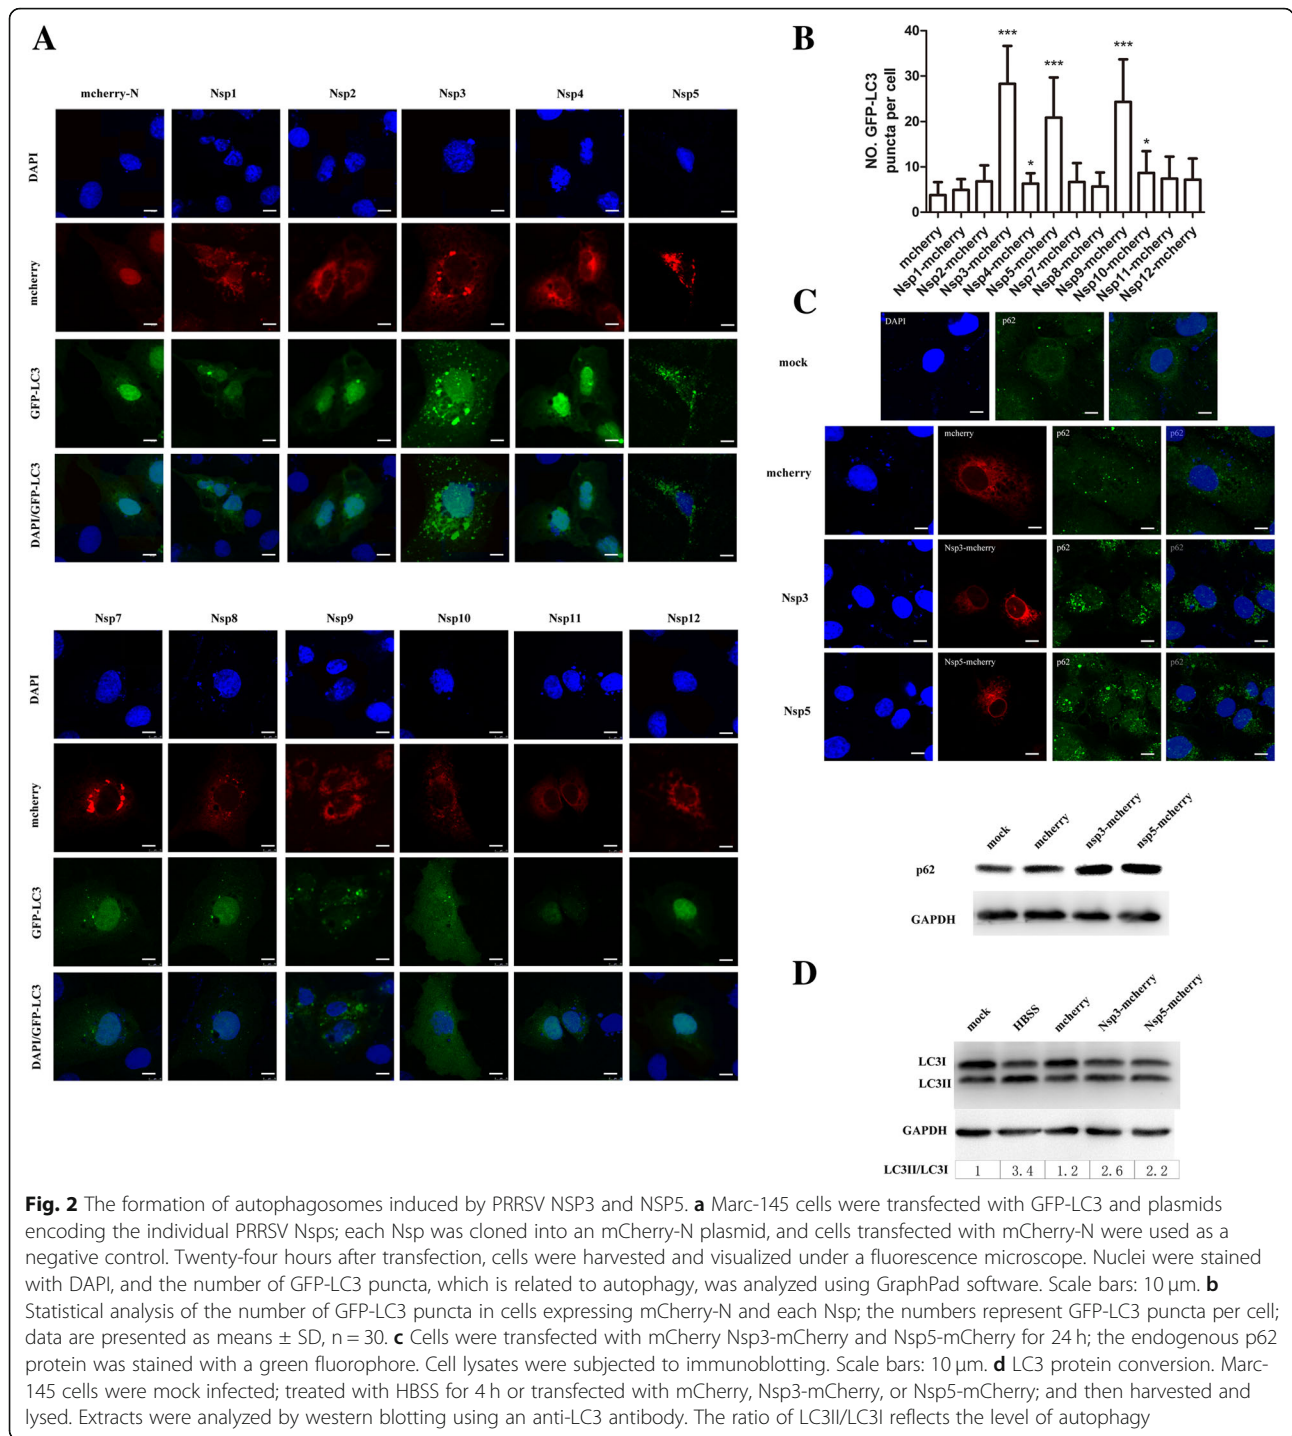 A
mcherry-N Nsp1 Nsp2 Nsp3 Nsp4 Nsp5
DAPI
mcherry
GFP-LC3
DAPI/GFP-LC3
Nsp7 Nsp8 Nsp9 Nsp10 Nsp11 Nsp12
DAPI
mcherry
GFP-LC3
DAPI/GFP-LC3
B
NO. GFP-LC3
puncta per cell
40
30
20
10
0
*** * *** *** *
mcherry
Nsp1-mcherry
Nsp2-mcherry
Nsp3-mcherry
Nsp4-mcherry
Nsp5-mcherry
Nsp7-mcherry
Nsp8-mcherry
Nsp9-mcherry
Nsp10-mcherry
Nsp11-mcherry
Nsp12-mcherry
C
DAPI p62
mock
mcherry p62 p62
mcherry
Nsp3-mcherry p62 p62
Nsp3
Nsp5-mcherry p62 p62
Nsp5
mock mcherry nsp3-mcherry nsp5-mcherry
p62
GAPDH
D
mock HBSS mcherry Nsp3-mcherry Nsp5-mcherry
LC3I
LC3II
GAPDH
LC3II/LC3I 1 3.4 1.2 2.6 2.2
Fig. 2 The formation of autophagosomes induced by PRRSV NSP3 and NSP5. a Marc-145 cells were transfected with GFP-LC3 and plasmids
encoding the individual PRRSV Nsps; each Nsp was cloned into an mCherry-N plasmid, and cells transfected with mCherry-N were used as a
negative control. Twenty-four hours after transfection, cells were harvested and visualized under a fluorescence microscope. Nuclei were stained
with DAPI, and the number of GFP-LC3 puncta, which is related to autophagy, was analyzed using GraphPad software. Scale bars: 10 μm. b
Statistical analysis of the number of GFP-LC3 puncta in cells expressing mCherry-N and each Nsp; the numbers represent GFP-LC3 puncta per cell;
data are presented as means ± SD, n = 30. c Cells were transfected with mCherry Nsp3-mCherry and Nsp5-mCherry for 24 h; the endogenous p62
protein was stained with a green fluorophore. Cell lysates were subjected to immunoblotting. Scale bars: 10 μm. d LC3 protein conversion. Marc-
145 cells were mock infected; treated with HBSS for 4 h or transfected with mCherry, Nsp3-mCherry, or Nsp5-mCherry; and then harvested and
lysed. Extracts were analyzed by western blotting using an anti-LC3 antibody. The ratio of LC3II/LC3I reflects the level of autophagy